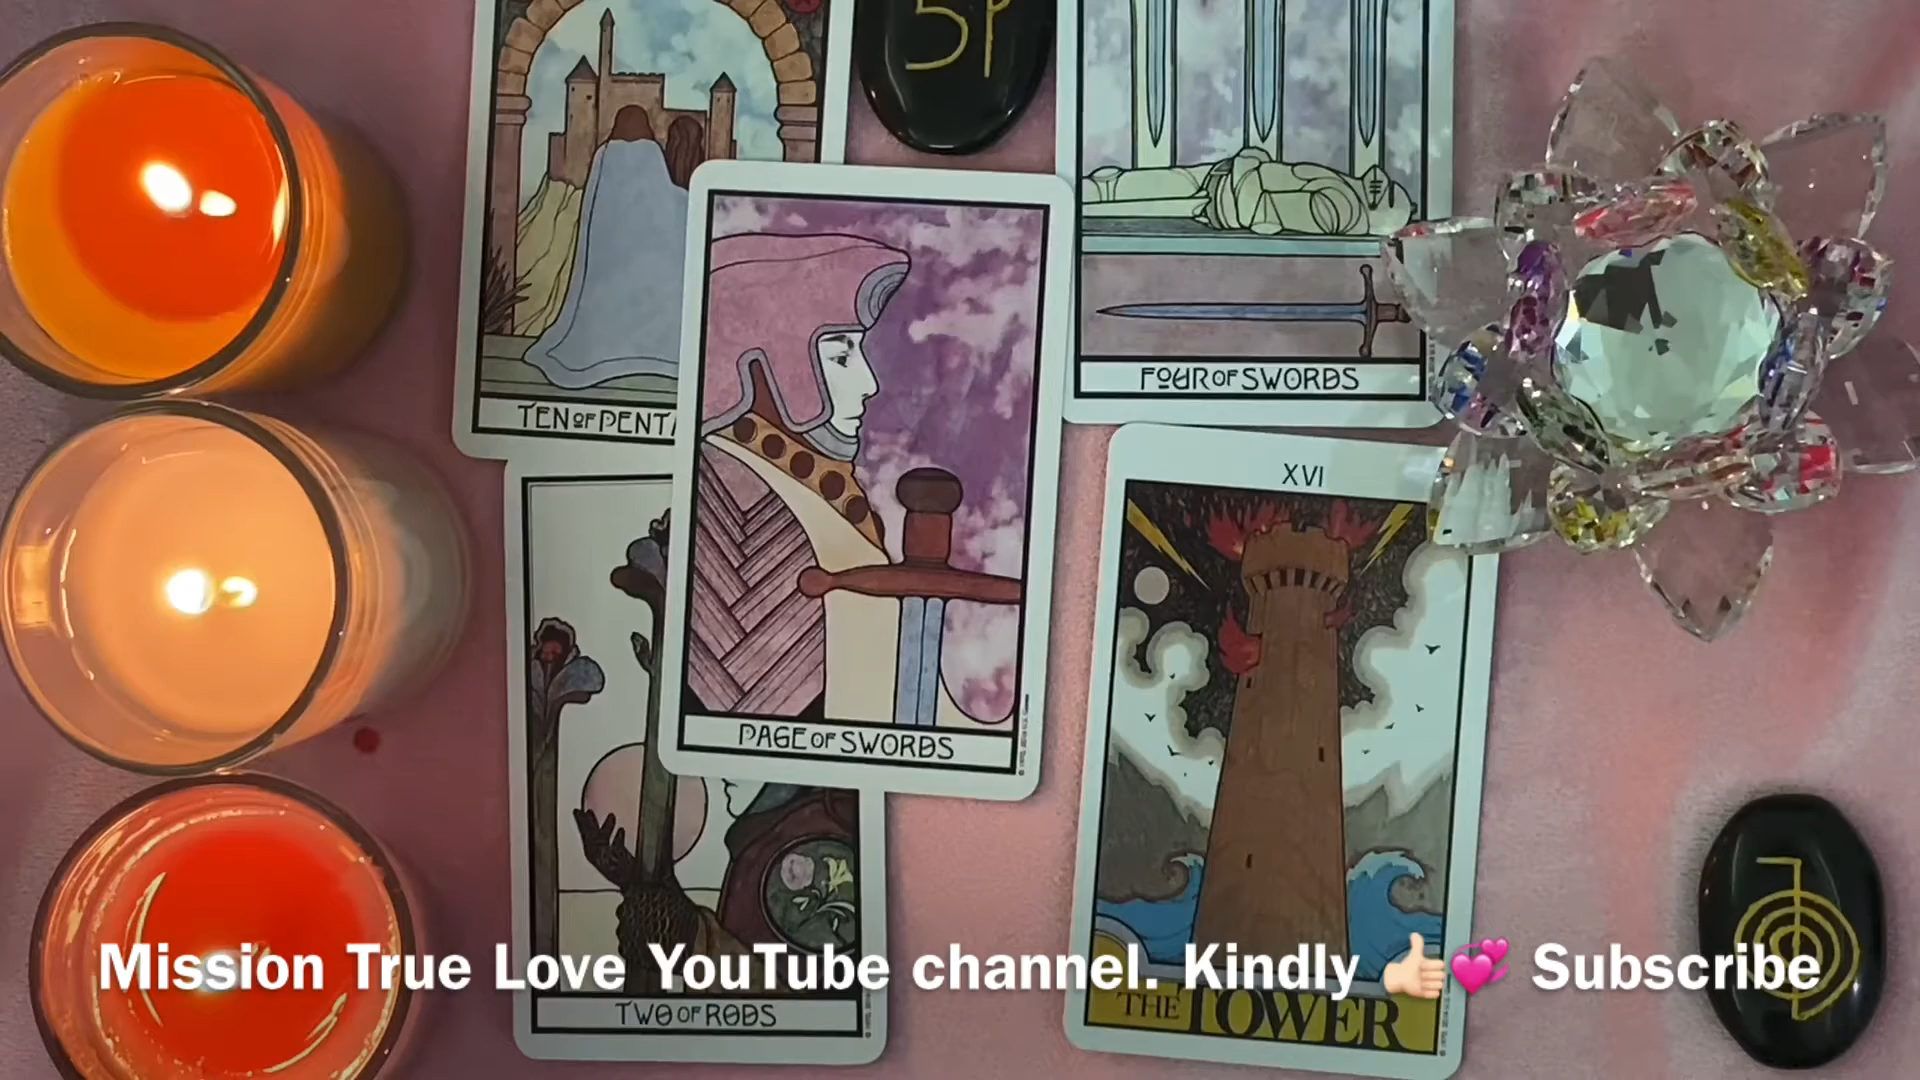 FOUR OF SWORDS
TEN OF PENTA
XVI
PAGE OF SWORDS
Mission True Love YouTube channel. Kindly 👍🏻💞 Subscribe
TWO OF RODS
THE TOWER